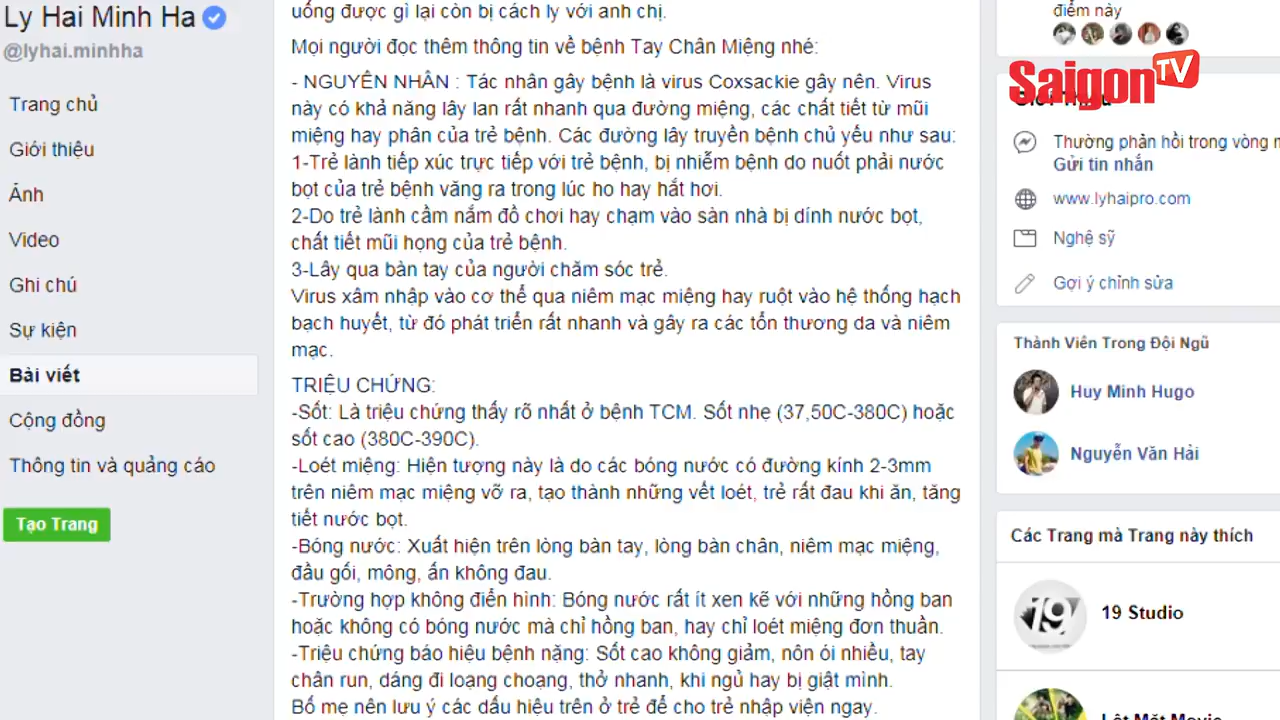 Ly Hai Minh Ha
@lyhai.minhha
Trang chủ
Giới thiệu
Ảnh
Video
Ghi chú
Sự kiện
Bài viết
Cộng đồng
Thông tin và quảng cáo
Tạo Trang
uống được gì lại còn bị cách ly với anh chị.
Mọi người đọc thêm thông tin về bệnh Tay Chân Miệng nhé:
- NGUYÊN NHÂN : Tác nhân gây bệnh là virus Coxsackie gây nên. Virus
này có khả năng lây lan rất nhanh qua đường miệng, các chất tiết từ mũi
miệng hay phân của trẻ bệnh. Các đường lây truyền bệnh chủ yếu như sau:
1-Trẻ lành tiếp xúc trực tiếp với trẻ bệnh, bị nhiễm bệnh do nuốt phải nước
bọt của trẻ bệnh văng ra trong lúc ho hay hắt hơi.
2-Do trẻ lành cầm nắm đồ chơi hay chạm vào sàn nhà bị dính nước bọt,
chất tiết mũi họng của trẻ bệnh.
3-Lây qua bàn tay của người chăm sóc trẻ.
Virus xâm nhập vào cơ thể qua niêm mạc miệng hay ruột vào hệ thống hạch
bạch huyết, từ đó phát triển rất nhanh và gây ra các tổn thương da và niêm
mạc.
TRIỆU CHỨNG:
-Sốt: Là triệu chứng thấy rõ nhất ở bệnh TCM. Sốt nhẹ (37,50C-380C) hoặc
sốt cao (380C-390C).
-Loét miệng: Hiện tượng này là do các bóng nước có đường kính 2-3mm
trên niêm mạc miệng vỡ ra, tạo thành những vết loét, trẻ rất đau khi ăn, tăng
tiết nước bọt.
-Bóng nước: Xuất hiện trên lòng bàn tay, lòng bàn chân, niêm mạc miệng,
đầu gối, mông, ấn không đau.
-Trường hợp không điển hình: Bóng nước rất ít xen kẽ với những hồng ban
hoặc không có bóng nước mà chỉ hồng ban, hay chỉ loét miệng đơn thuần.
-Triệu chứng báo hiệu bệnh nặng: Sốt cao không giảm, nôn ói nhiều, tay
chân run, dáng đi loạng choạng, thở nhanh, khi ngủ hay bị giật mình.
Bố mẹ nên lưu ý các dấu hiệu trên ở trẻ để cho trẻ nhập viện ngay.
điểm này
Saigon TV
Thường phản hồi trong vòng
Gửi tin nhắn
www.lyhaipro.com
Nghệ sỹ
Gợi ý chỉnh sửa
Thành Viên Trong Đội Ngũ
Huy Minh Hugo
Nguyễn Văn Hải
Các Trang mà Trang này thích
19
19 Studio
Lật Mặt Movie